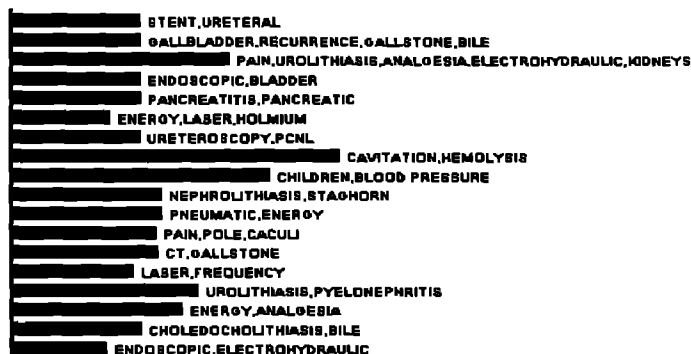 STENT,URETERAL
GALLBLADDER,RECURRENCE,GALLSTONE,BILE
PAIN,UROLITHIASIS,ANALGESIA,ELECTROHYDRAULIC,KIDNEYS
ENDOSCOPIC,BLADDER
PANCREATITIS,PANCREATIC
ENERGY,LASER,HOLMIUM
URETEROSCOPY,PCNL
CAVITATION,HEMOLYSIS
CHILDREN,BLOOD PRESSURE
NEPHROLITHIASIS,STAGHORN
PNEUMATIC,ENERGY
PAIN,POLE,CACULI
CT,GALLSTONE
LASER,FREQUENCY
UROLITHIASIS,PYELONEPHRITIS
ENERGY,ANALGESIA
CHOLEDOCHOLITHIASIS,BILE
ENDOSCOPIC,ELECTROHYDRAULIC